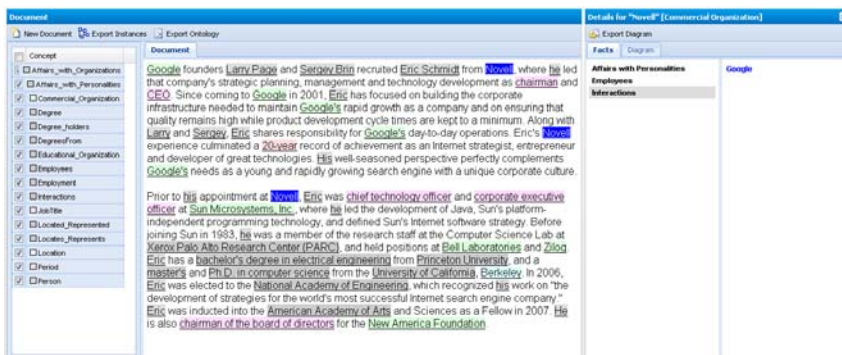 Document
New Document Export Instances Export Ontology
Concept
Affairs_with_Organizations
Affairs_with_Personalities
Commercial_Organization
Degree
Degree_holders
DegreesFrom
Educational_Organization
Employees
Employment
Interactions
JobTitle
Located_Represented
Locates_Represents
Location
Period
Person
Document
Google founders Larry Page and Sergey Brin recruited Eric Schmidt from Novell, where he led
that company's strategic planning, management and technology development as chairman and
CEO. Since coming to Google in 2001, Eric has focused on building the corporate
infrastructure needed to maintain Google's rapid growth as a company and on ensuring that
quality remains high while product development cycle times are kept to a minimum. Along with
Larry and Sergey, Eric shares responsibility for Google's day-to-day operations. Eric's Novell
experience culminated a 20-year record of achievement as an Internet strategist, entrepreneur
and developer of great technologies. His well-seasoned perspective perfectly complements
Google's needs as a young and rapidly growing search engine with a unique corporate culture.
Prior to his appointment at Novell, Eric was chief technology officer and corporate executive
officer at Sun Microsystems, Inc., where he led the development of Java, Sun's platform-
independent programming technology, and defined Sun's Internet software strategy. Before
joining Sun in 1983, he was a member of the research staff at the Computer Science Lab at
Xerox Palo Alto Research Center (PARC), and held positions at Bell Laboratories and Zilog.
Eric has a bachelor's degree in electrical engineering from Princeton University, and a
master's and Ph.D. in computer science from the University of California, Berkeley. In 2006,
Eric was elected to the National Academy of Engineering, which recognized his work on "the
development of strategies for the world's most successful Internet search engine company."
Eric was inducted into the American Academy of Arts and Sciences as a Fellow in 2007. He
is also chairman of the board of directors for the New America Foundation.
Details for "Novell" [Commercial Organization]
Export Diagram
Facts Diagram
Affairs with Personalities
Employees
Interactions
Google